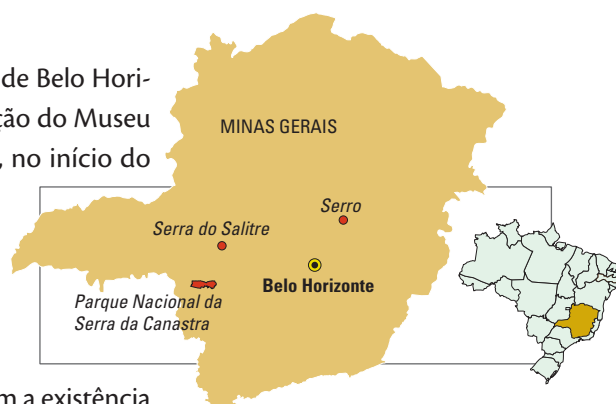 de Belo Hori-
ção do Museu
, no início do
MINAS GERAIS
Serro
Serra do Salitre
Belo Horizonte
Parque Nacional da
Serra da Canastra
m a existência